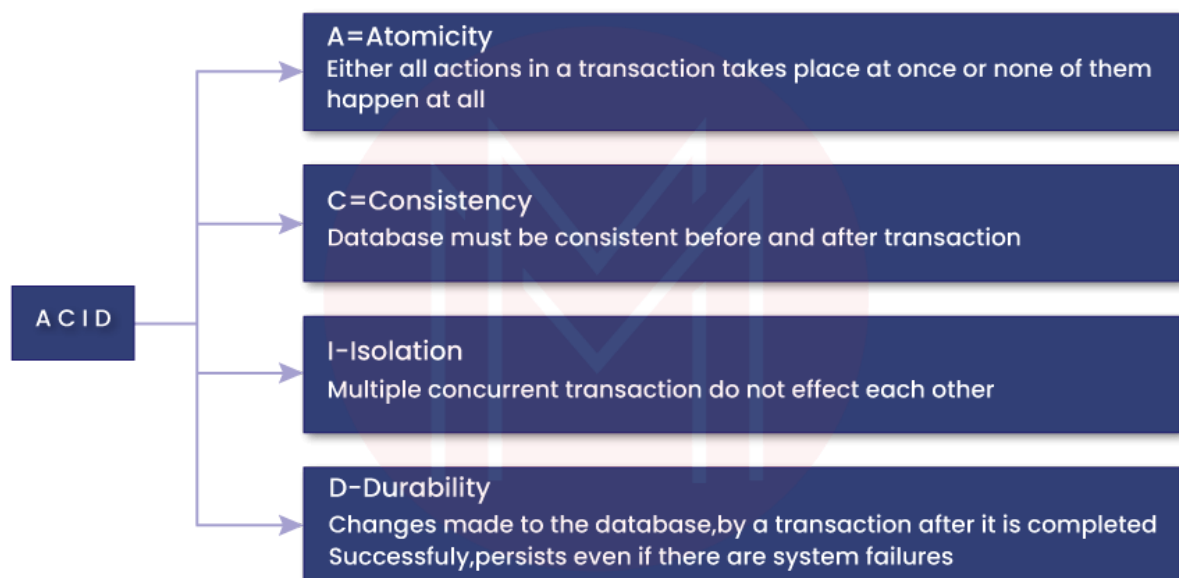 A=Atomicity
Either all actions in a transaction takes place at once or none of them
happen at all
C=Consistency
Database must be consistent before and after transaction
A C I D
I-Isolation
Multiple concurrent transaction do not effect each other
D-Durability
Changes made to the database,by a transaction after it is completed
Successfuly,persists even if there are system failures